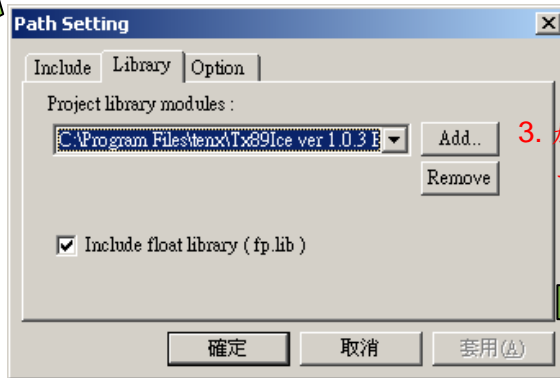 Path Setting
Include Library Option
Project library modules :
C:\Program Files\tenx\Tx89Ice ver 1.0.3 Add..
3.
Remove
Include float library ( fp.lib )
確定 取消 套用(A)